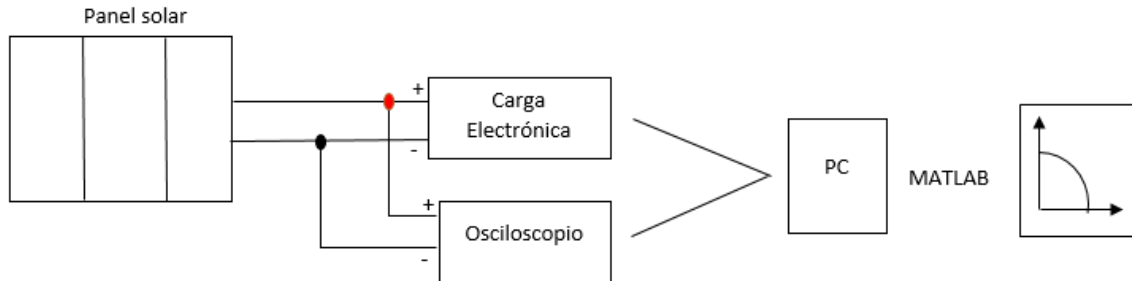 Panel solar
+
Carga
Electrónica
-
+
Osciloscopio
-
PC
MATLAB